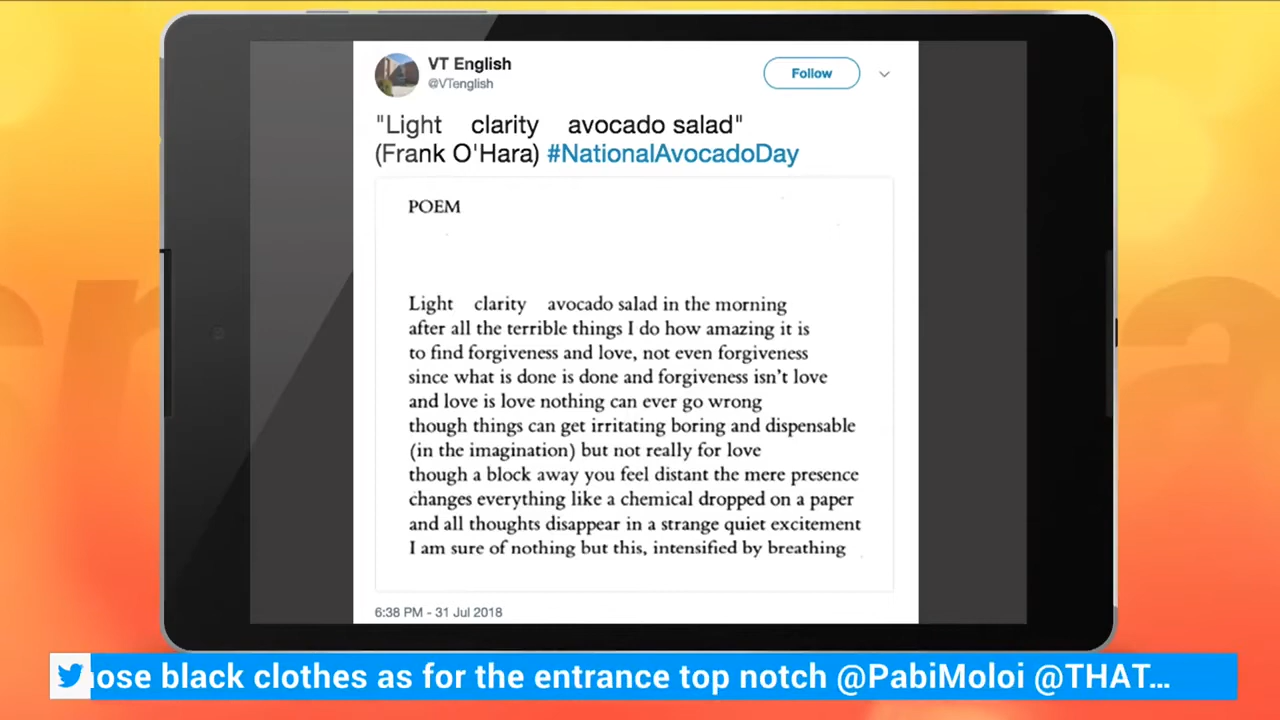 VT English
@VTenglish
Follow
"Light clarity avocado salad"
(Frank O'Hara) #NationalAvocadoDay
POEM
Light clarity avocado salad in the morning
after all the terrible things I do how amazing it is
to find forgiveness and love, not even forgiveness
since what is done is done and forgiveness isn't love
and love is love nothing can ever go wrong
though things can get irritating boring and dispensable
(in the imagination) but not really for love
though a block away you feel distant the mere presence
changes everything like a chemical dropped on a paper
and all thoughts disappear in a strange quiet excitement
I am sure of nothing but this, intensified by breathing
6:38 PM - 31 Jul 2018
black clothes as for the entrance top notch @PabiMoloi @THAT...